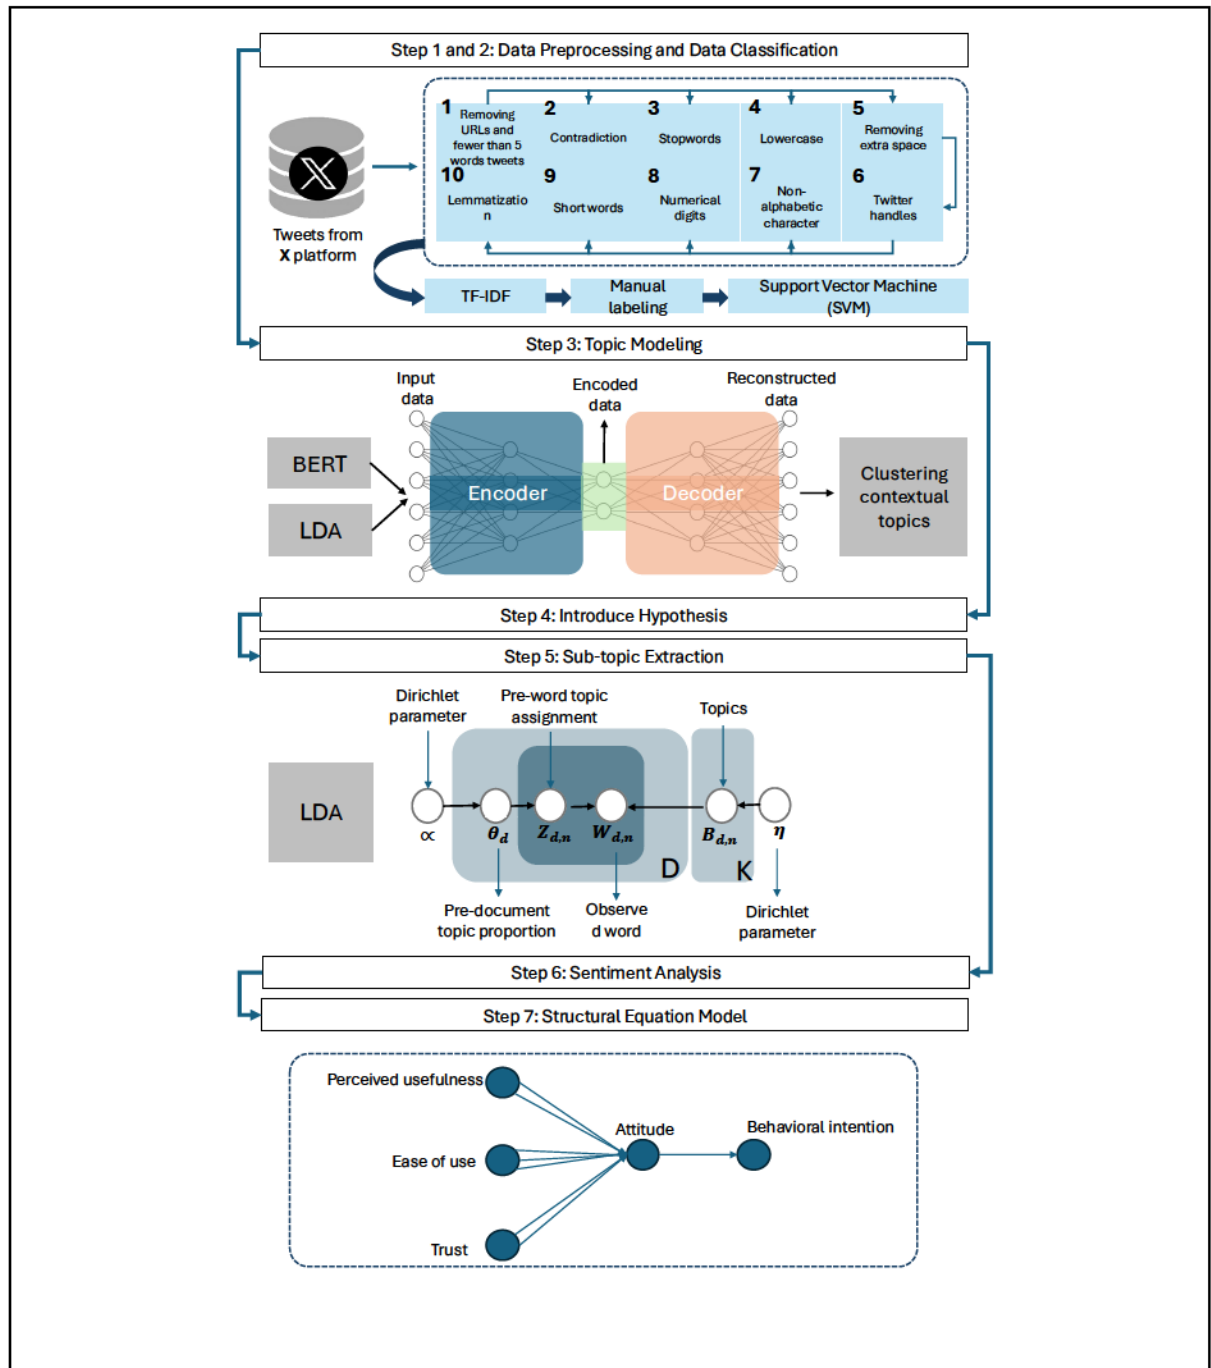 Step 1 and 2: Data Preprocessing and Data Classification
1
Removing
URLs and
fewer than 5
words tweets
2
Contradiction
3
Stopwords
4
Lowercase
5
Removing
extra space
10
Lemmatizatio
n
9
Short words
8
Numerical
digits
7
Non-
alphabetic
character
6
Twitter
handles
X
Tweets from
X platform
TF-IDF
Manual
labeling
Support Vector Machine
(SVM)
Step 3: Topic Modeling
Input
data
Encoded
data
Reconstructed
data
BERT
LDA
Encoder
Decoder
Clustering
contextual
topics
Step 4: Introduce Hypothesis
Step 5: Sub-topic Extraction
Dirichlet
parameter
Pre-word topic
assignment
Topics
LDA
∝
θd
Zd,n
Wd,n
Bd,n
η
D
K
Pre-document
topic proportion
Observe
d word
Dirichlet
parameter
Step 6: Sentiment Analysis
Step 7: Structural Equation Model
Perceived usefulness
Attitude
Behavioral intention
Ease of use
Trust